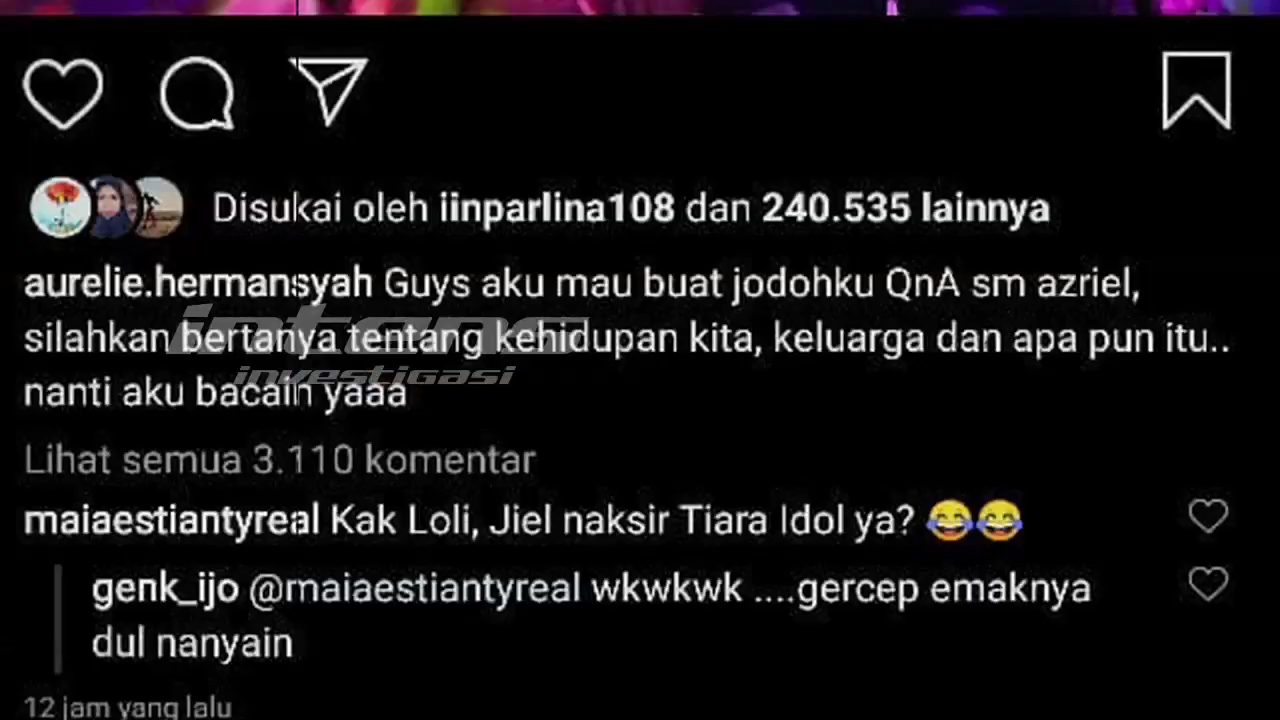 Disukai oleh iinparlina108 dan 240.535 lainnya
aurelie.hermansyah Guys aku mau buat jodohku QnA sm azriel,
silahkan bertanya tentang kehidupan kita, keluarga dan apa pun itu..
intens
investigasi
nanti aku bacain yaaa
Lihat semua 3.110 komentar
maiaestiantyreal Kak Loli, Jiel naksir Tiara Idol ya? 😂😂
genk_ijo @maiaestiantyreal wkwkwk ....gercep emaknya
dul nanyain
12 jam yang lalu